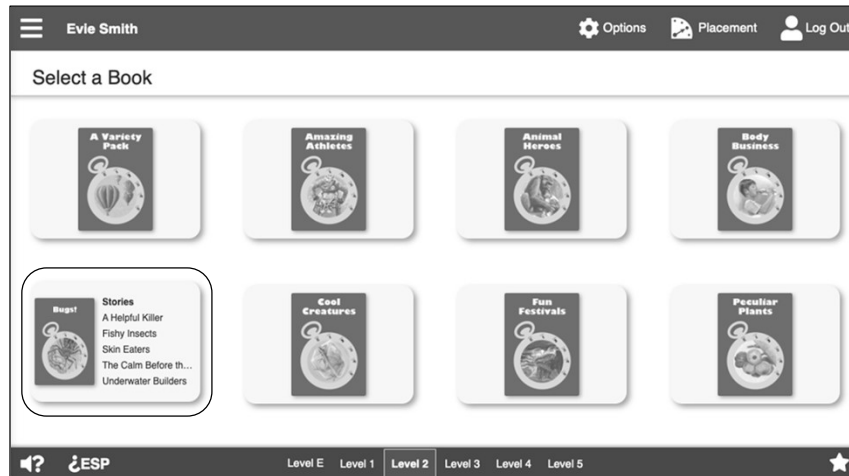 Evie Smith
Options
Placement
Log Out
Select a Book
A Variety
Pack
Amazing
Athletes
Animal
Heroes
Body
Business
Bugs!
Stories
A Helpful Killer
Fishy Insects
Skin Eaters
The Calm Before th...
Underwater Builders
Cool
Creatures
Fun
Festivals
Peculiar
Plants
?
¿ESP
Level E
Level 1
Level 2
Level 3
Level 4
Level 5